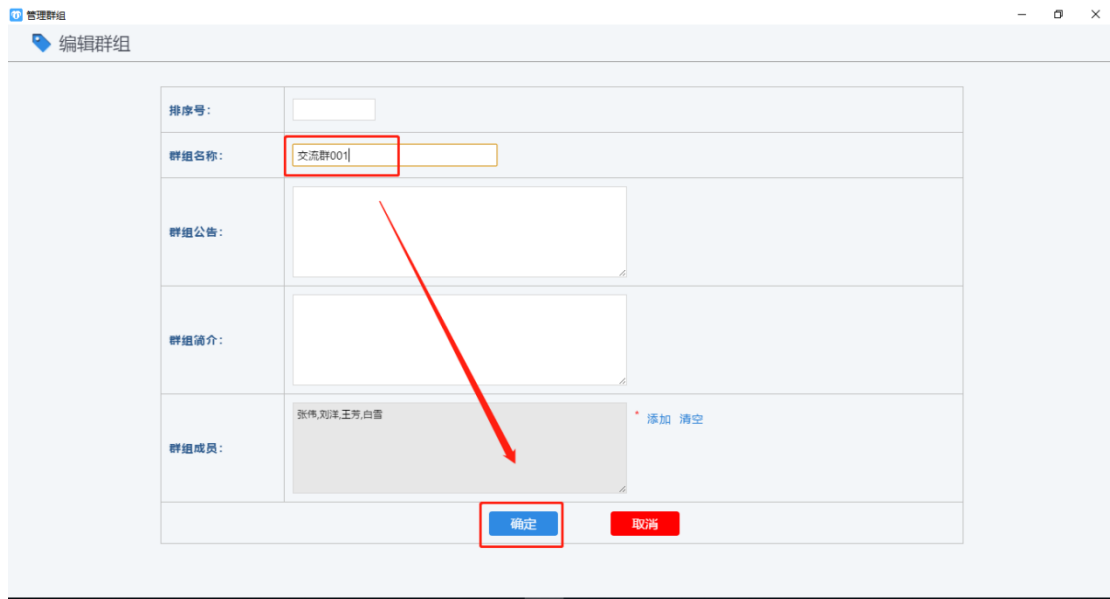 管理群组
编辑群组
排序号：
群组名称： 交流群001
群组公告：
群组简介：
群组成员： 张伟,刘洋,王芳,白雪 * 添加 清空
确定 取消